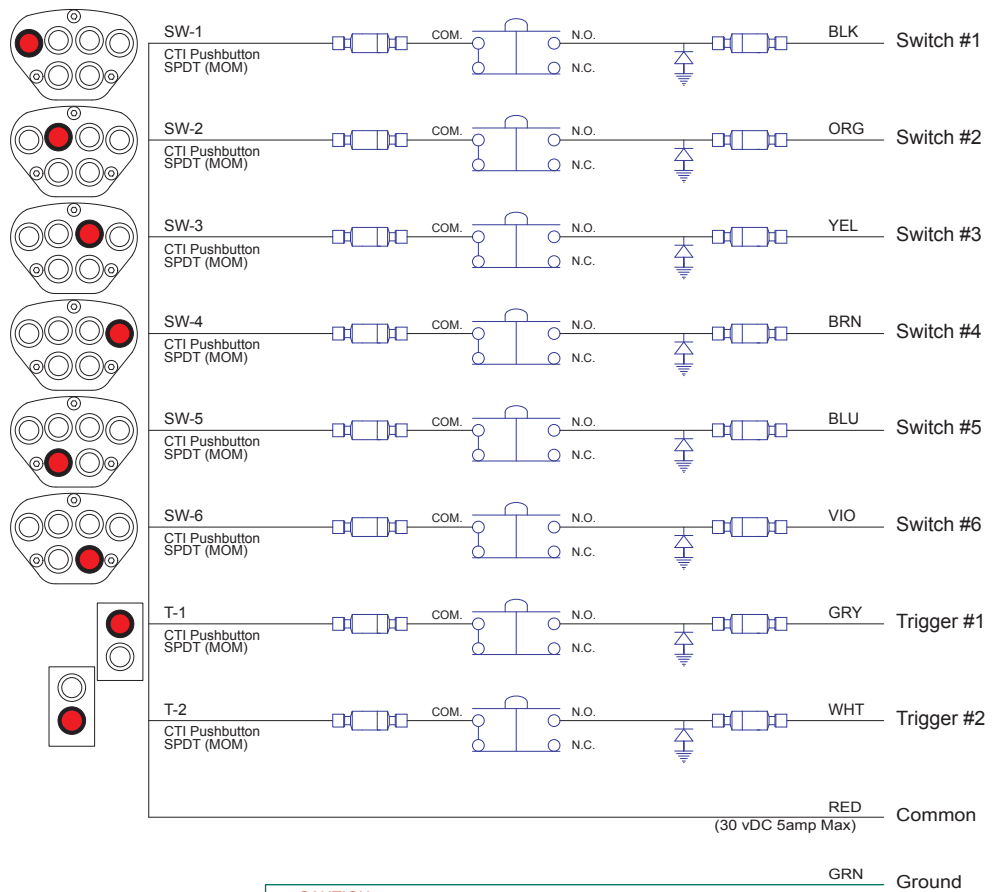 SW-1 BLK
COM. N.O. Switch #1
CTI Pushbutton
SPDT (MOM) N.C.
SW-2 ORG
COM. N.O. Switch #2
CTI Pushbutton
SPDT (MOM) N.C.
SW-3 YEL
COM. N.O. Switch #3
CTI Pushbutton
SPDT (MOM) N.C.
SW-4 BRN
COM. N.O. Switch #4
CTI Pushbutton
SPDT (MOM) N.C.
SW-5 BLU
COM. N.O. Switch #5
CTI Pushbutton
SPDT (MOM) N.C.
SW-6 VIO
COM. N.O. Switch #6
CTI Pushbutton
SPDT (MOM) N.C.
T-1 GRY
COM. N.O. Trigger #1
CTI Pushbutton
SPDT (MOM) N.C.
T-2 WHT
COM. N.O. Trigger #2
CTI Pushbutton
SPDT (MOM) N.C.
RED Common
(30 vDC 5amp Max)
GRN Ground